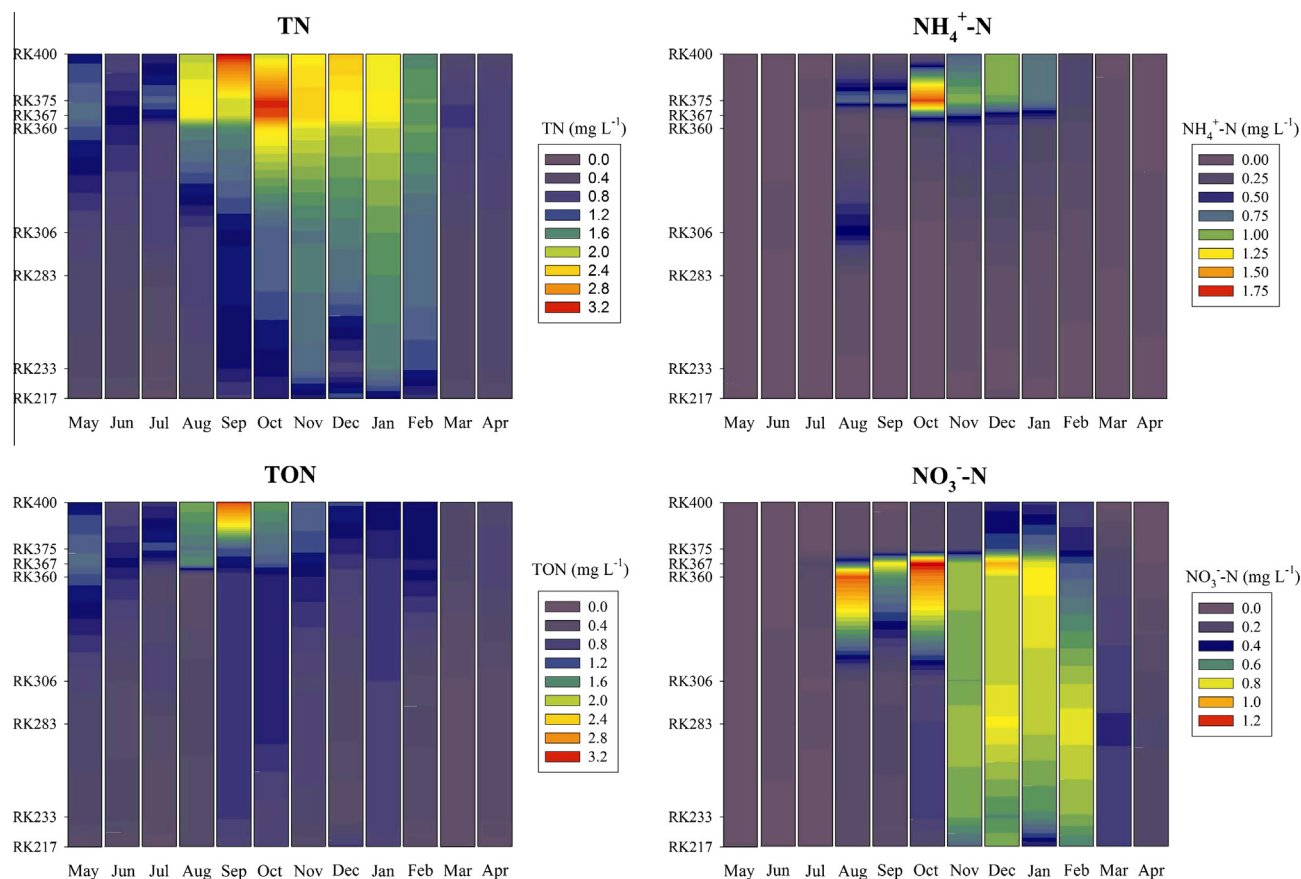 TN
RK400
RK375
RK367
RK360
RK306
RK283
RK233
RK217
May Jun Jul Aug Sep Oct Nov Dec Jan Feb Mar Apr
TN (mg L⁻¹)
0.0
0.4
0.8
1.2
1.6
2.0
2.4
2.8
3.2
NH₄⁺-N
RK400
RK375
RK367
RK360
RK306
RK283
RK233
RK217
May Jun Jul Aug Sep Oct Nov Dec Jan Feb Mar Apr
NH₄⁺-N (mg L⁻¹)
0.00
0.25
0.50
0.75
1.00
1.25
1.50
1.75
TON
RK400
RK375
RK367
RK360
RK306
RK283
RK233
RK217
May Jun Jul Aug Sep Oct Nov Dec Jan Feb Mar Apr
TON (mg L⁻¹)
0.0
0.4
0.8
1.2
1.6
2.0
2.4
2.8
3.2
NO₃⁻-N
RK400
RK375
RK367
RK360
RK306
RK283
RK233
RK217
May Jun Jul Aug Sep Oct Nov Dec Jan Feb Mar Apr
NO₃⁻-N (mg L⁻¹)
0.0
0.2
0.4
0.6
0.8
1.0
1.2